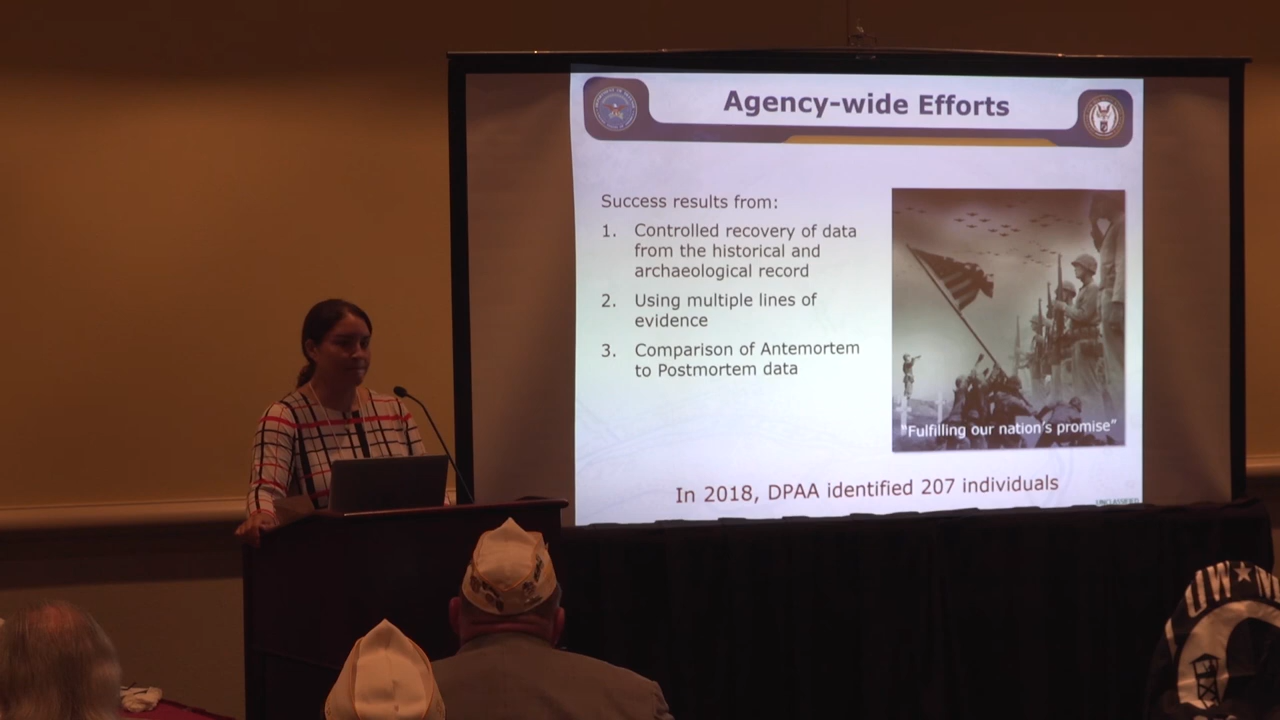 Agency-wide Efforts
Success results from:
1. Controlled recovery of data
from the historical and
archaeological record
2. Using multiple lines of
evidence
3. Comparison of Antemortem
to Postmortem data
"Fulfilling our nation's promise"
In 2018, DPAA identified 207 individuals
UNCLASSIFIED